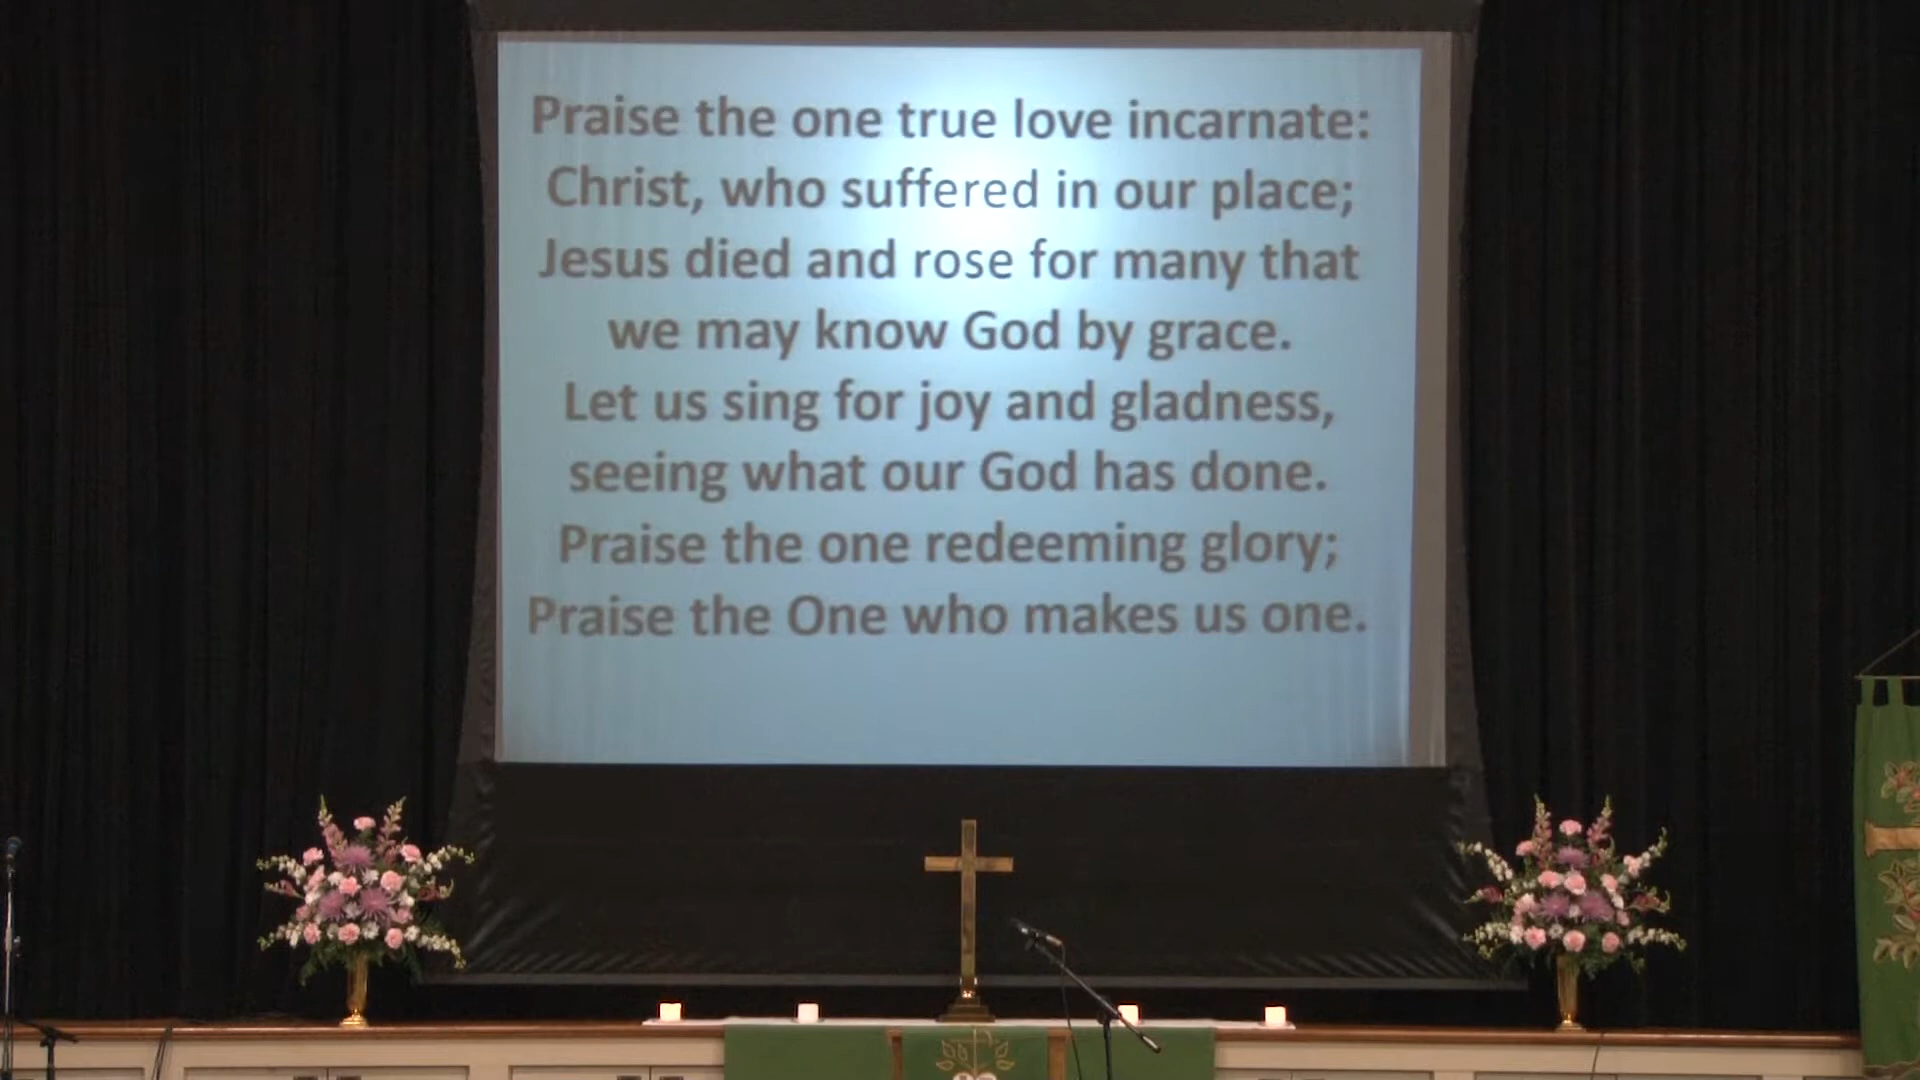 Praise the one true love incarnate:
Christ, who suffered in our place;
Jesus died and rose for many that
we may know God by grace.
Let us sing for joy and gladness,
seeing what our God has done.
Praise the one redeeming glory;
Praise the One who makes us one.